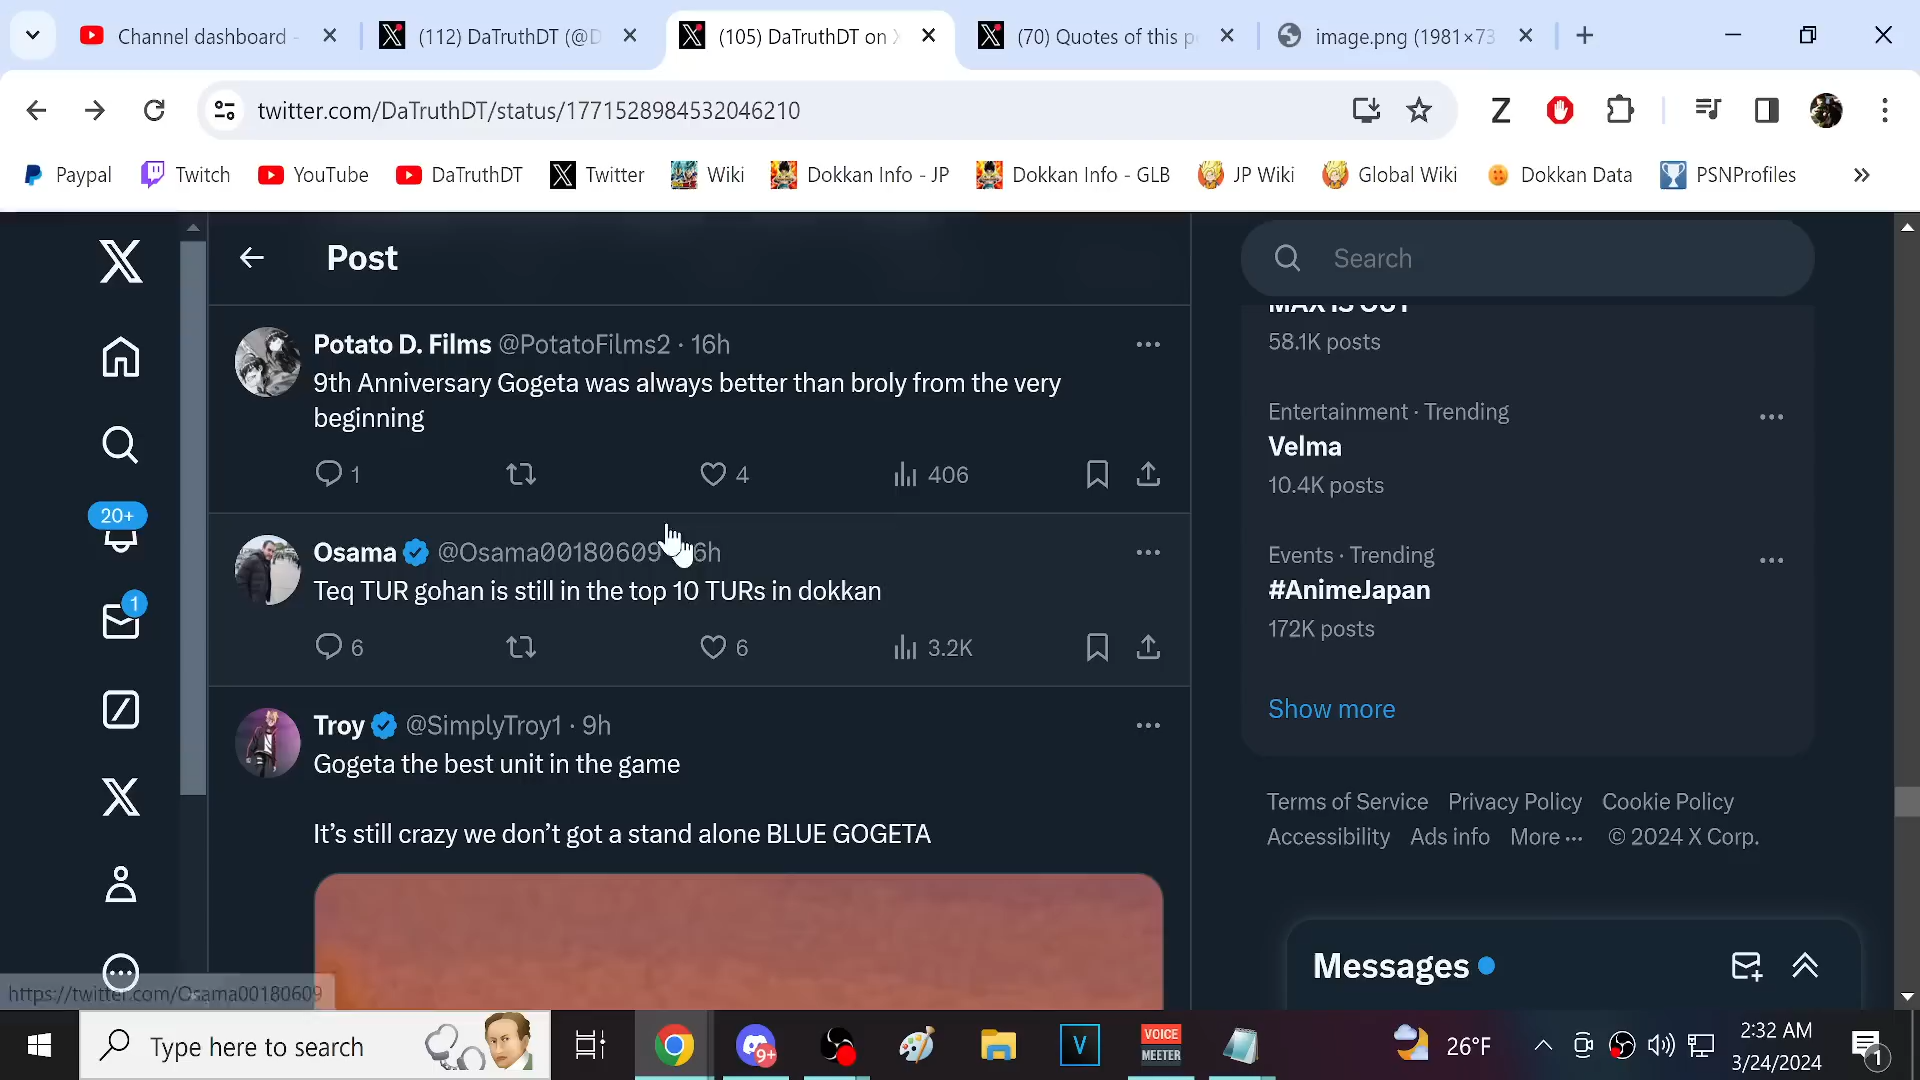 Channel dashboard -
(112) DaTruthDT (@D
(105) DaTruthDT on X
(70) Quotes of this p
image.png (1981×73
twitter.com/DaTruthDT/status/1771528984532046210
Paypal
Twitch
YouTube
DaTruthDT
Twitter
Wiki
Dokkan Info - JP
Dokkan Info - GLB
JP Wiki
Global Wiki
Dokkan Data
PSNProfiles
Post
Search
Potato D. Films @PotatoFilms2 · 16h
9th Anniversary Gogeta was always better than broly from the very
beginning
1
4
406
Osama @Osama00180609 6h
Teq TUR gohan is still in the top 10 TURs in dokkan
6
6
3.2K
Troy @SimplyTroy1 · 9h
Gogeta the best unit in the game
It's still crazy we don't got a stand alone BLUE GOGETA
20+
1
MAX IS OUT
58.1K posts
Entertainment · Trending
Velma
10.4K posts
Events · Trending
#AnimeJapan
172K posts
Show more
Terms of Service Privacy Policy Cookie Policy
Accessibility Ads info More ··· © 2024 X Corp.
Messages
https://twitter.com/Osama00180609
Type here to search
9+
V
VOICE
MEETER
26°F
2:32 AM
3/24/2024
1